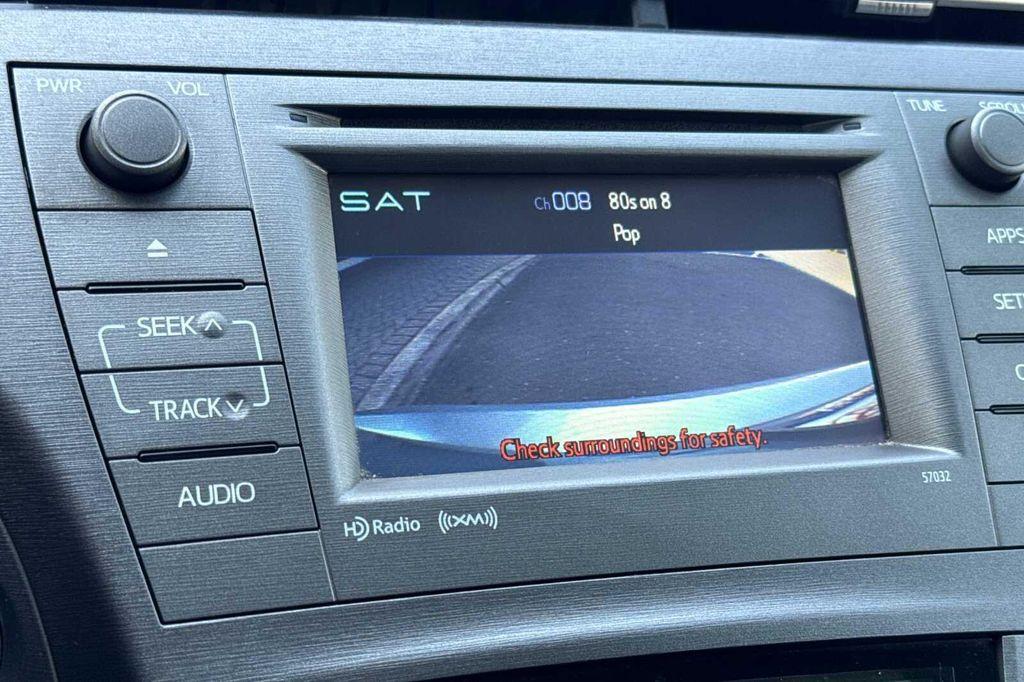 PWR VOL
TUNE SCROLL
SAT Ch008 80s on 8
Pop
APPS
SEEK
SET
TRACK
Check surroundings for safety.
AUDIO
57032
HD Radio ((XM))